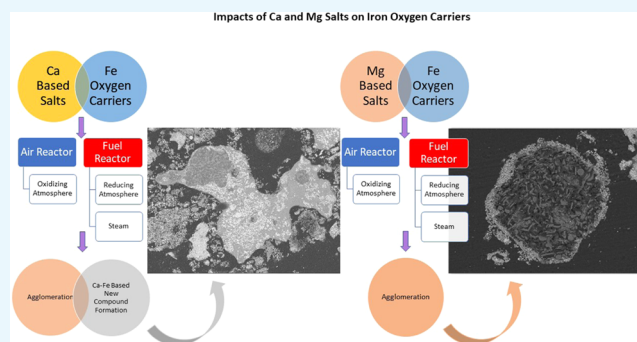 Impacts of Ca and Mg Salts on Iron Oxygen Carriers
Ca
Based
Salts
Fe
Oxygen
Carriers
Air Reactor
Fuel
Reactor
Oxidizing
Atmosphere
Reducing
Atmosphere
Steam
Agglomeration
Ca-Fe Based
New
Compound
Formation
Mg
Based
Salts
Fe
Oxygen
Carriers
Air Reactor
Fuel
Reactor
Oxidizing
Atmosphere
Reducing
Atmosphere
Steam
Agglomeration